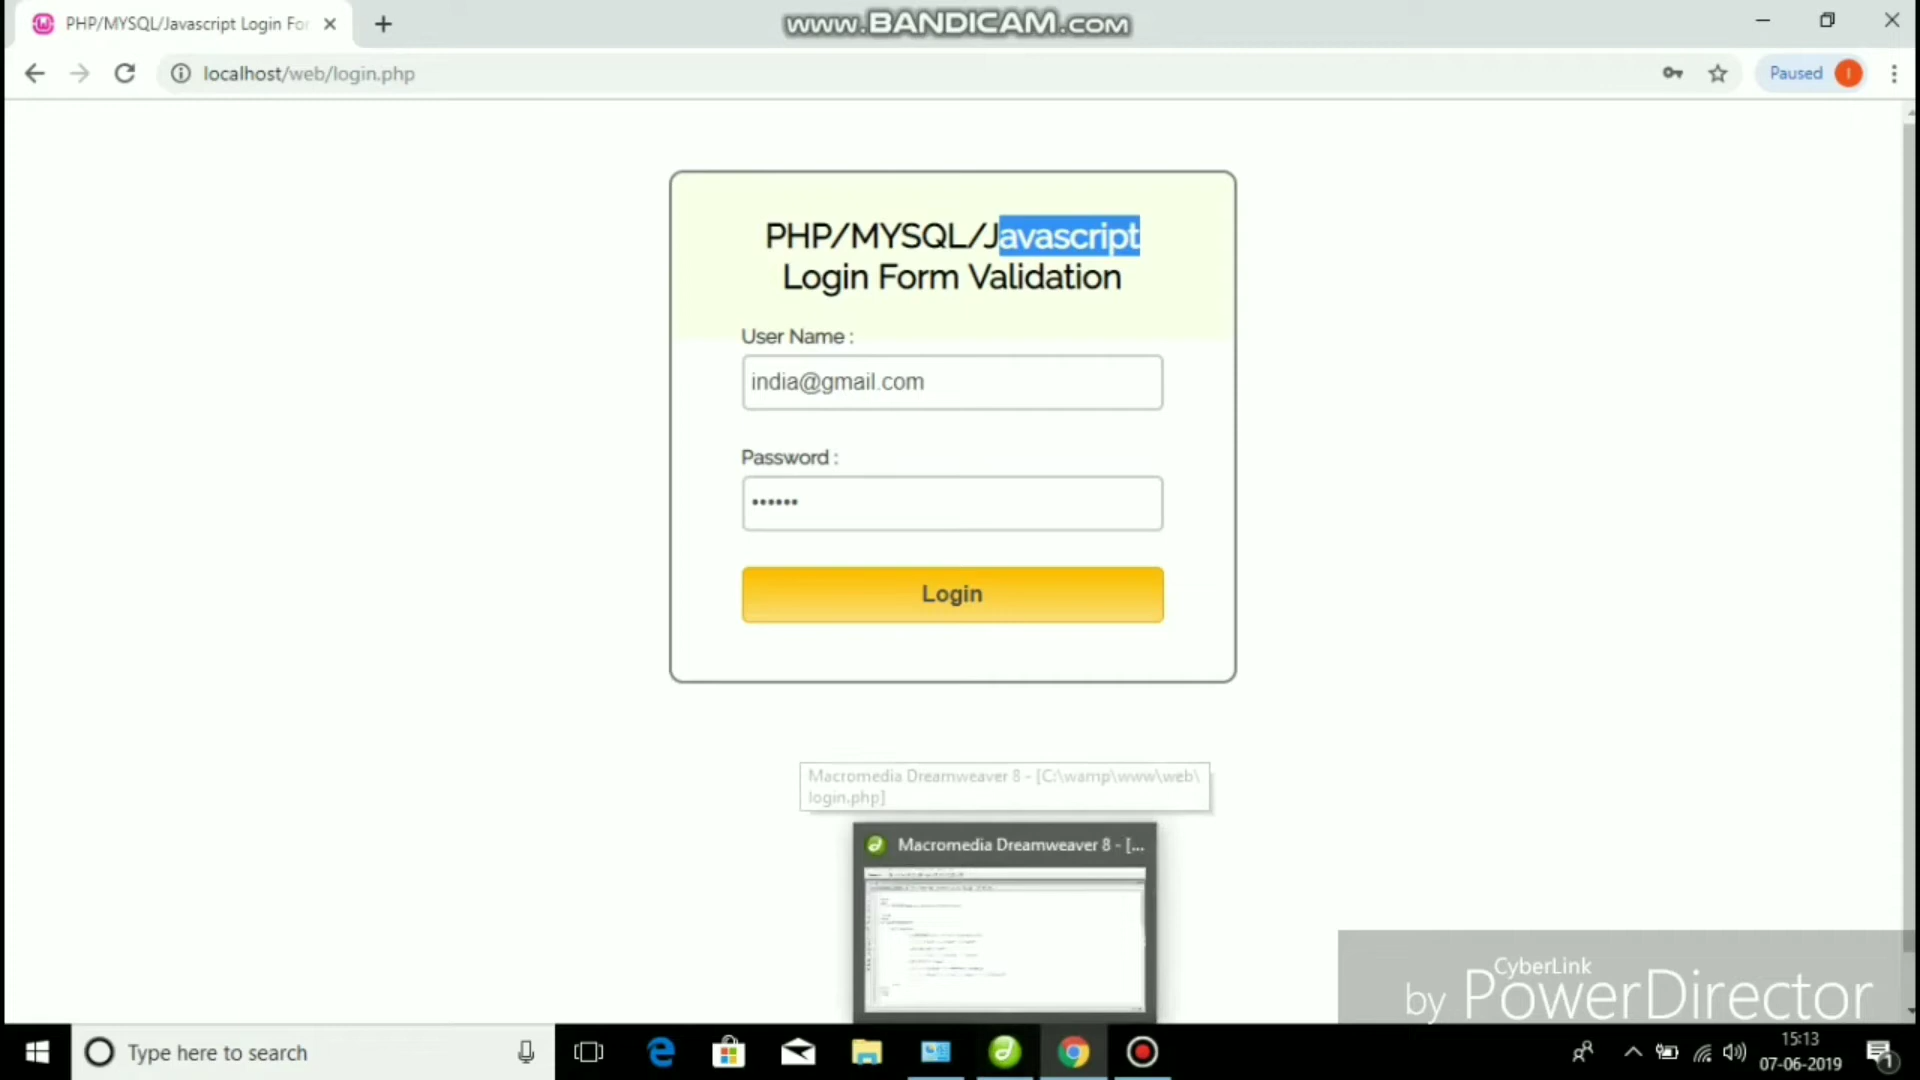 PHP/MYSQL/Javascript Login For
www.BANDICAM.com
localhost/web/login.php
Paused
PHP/MYSQL/Javascript
Login Form Validation
User Name :
india@gmail.com
Password :
••••••
Login
Macromedia Dreamweaver 8 - [C:\wamp\www\web\
login.php]
Macromedia Dreamweaver 8 - [...
CyberLink
by PowerDirector
Type here to search
15:13
07-06-2019
1